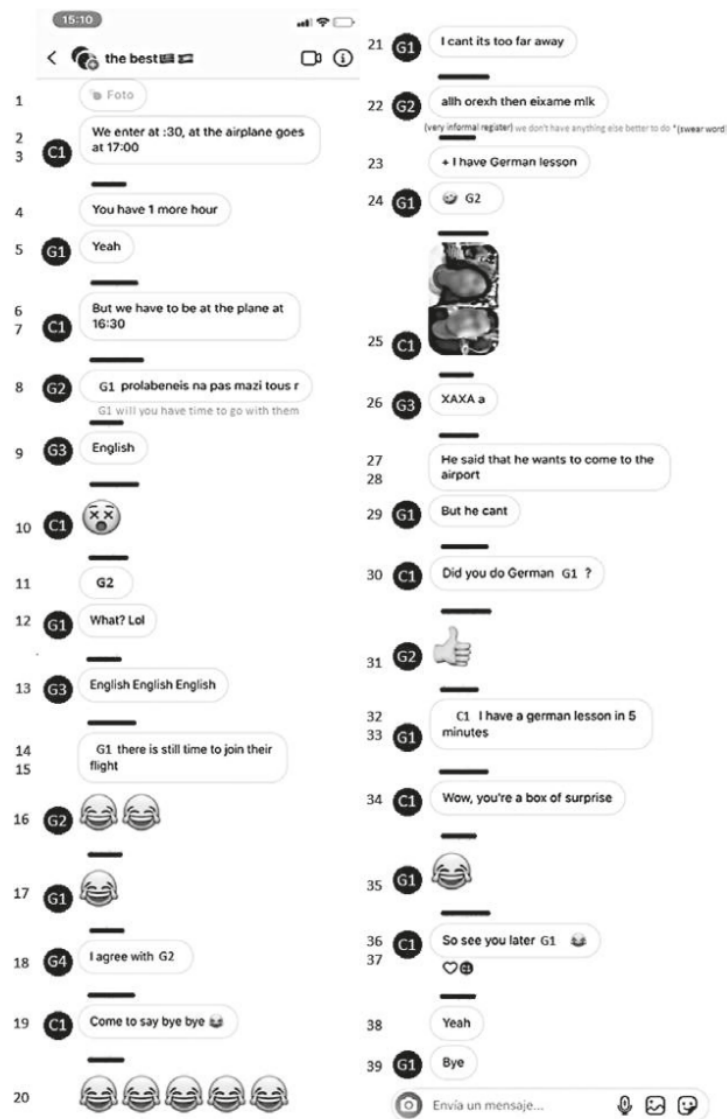 15:10
the best
1
Foto
2
We enter at :30, at the airplane goes
3
C1
at 17:00
4
You have 1 more hour
5
G1
Yeah
6
But we have to be at the plane at
7
C1
16:30
8
G2
G1 prolabeneis na pas mazi tous r
G1 will you have time to go with them
9
G3
English
10
C1
11
G2
12
G1
What? Lol
13
G3
English English English
14
G1 there is still time to join their
15
flight
16
G2
17
G1
18
G4
I agree with G2
19
C1
Come to say bye bye
20
21
G1
I cant its too far away
22
G2
allh orexh then eixame mlk
(very informal register) we don't have anything else better to do *(swear word)
23
+ I have German lesson
24
G1
G2
25
C1
26
G3
XAXA a
27
He said that he wants to come to the
28
airport
29
G1
But he cant
30
C1
Did you do German G1 ?
31
G2
32
C1 I have a german lesson in 5
33
G1
minutes
34
C1
Wow, you're a box of surprise
35
G1
36
C1
So see you later G1
37
38
Yeah
39
G1
Bye
Envía un mensaje...